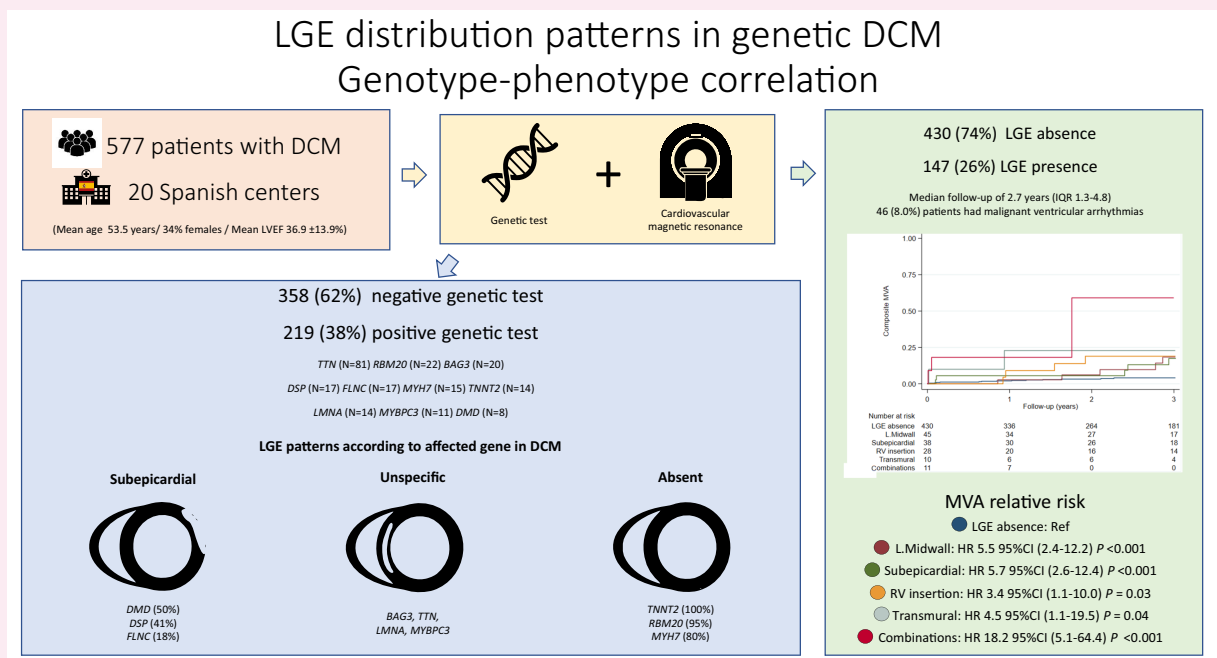 LGE distribution patterns in genetic DCM
Genotype-phenotype correlation
577 patients with DCM
20 Spanish centers
(Mean age 53.5 years/ 34% females / Mean LVEF 36.9 ±13.9%)
Genetic test
+
Cardiovascular
magnetic resonance
358 (62%) negative genetic test
219 (38%) positive genetic test
TTN (N=81) RBM20 (N=22) BAG3 (N=20)
DSP (N=17) FLNC (N=17) MYH7 (N=15) TNNT2 (N=14)
LMNA (N=14) MYBPC3 (N=11) DMD (N=8)
LGE patterns according to affected gene in DCM
Subepicardial
DMD (50%)
DSP (41%)
FLNC (18%)
Unspecific
BAG3, TTN,
LMNA, MYBPC3
Absent
TNNT2 (100%)
RBM20 (95%)
MYH7 (80%)
430 (74%) LGE absence
147 (26%) LGE presence
Median follow-up of 2.7 years (IQR 1.3-4.8)
46 (8.0%) patients had malignant ventricular arrhythmias
Composite MVA
1.00
0.75
0.50
0.25
0.00
0 1 2 3
Follow-up (years)
Number at risk
LGE absence 430 336 264 181
L.Midwall 45 34 27 17
Subepicardial 38 30 26 18
RV insertion 28 20 16 14
Transmural 10 6 6 4
Combinations 11 7 0 0
MVA relative risk
LGE absence: Ref
L.Midwall: HR 5.5 95%CI (2.4-12.2) P <0.001
Subepicardial: HR 5.7 95%CI (2.6-12.4) P <0.001
RV insertion: HR 3.4 95%CI (1.1-10.0) P = 0.03
Transmural: HR 4.5 95%CI (1.1-19.5) P = 0.04
Combinations: HR 18.2 95%CI (5.1-64.4) P <0.001